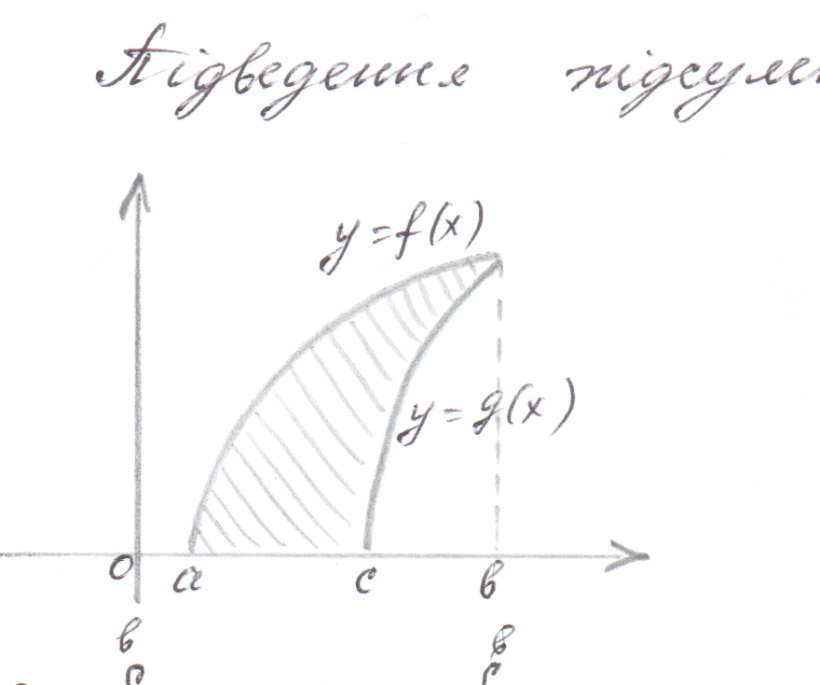 Підведення підсум
y=f(x)
y=g(x)
O a c в
в в